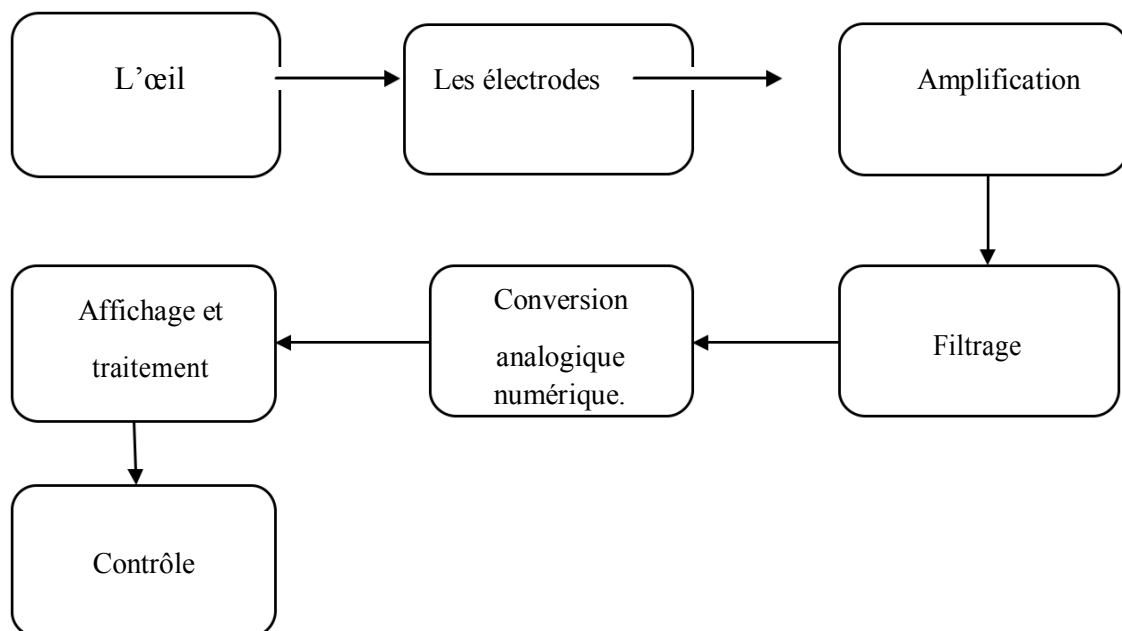 L’œil
Les électrodes
Amplification
Filtrage
Conversion
analogique
numérique.
Affichage et
traitement
Contrôle